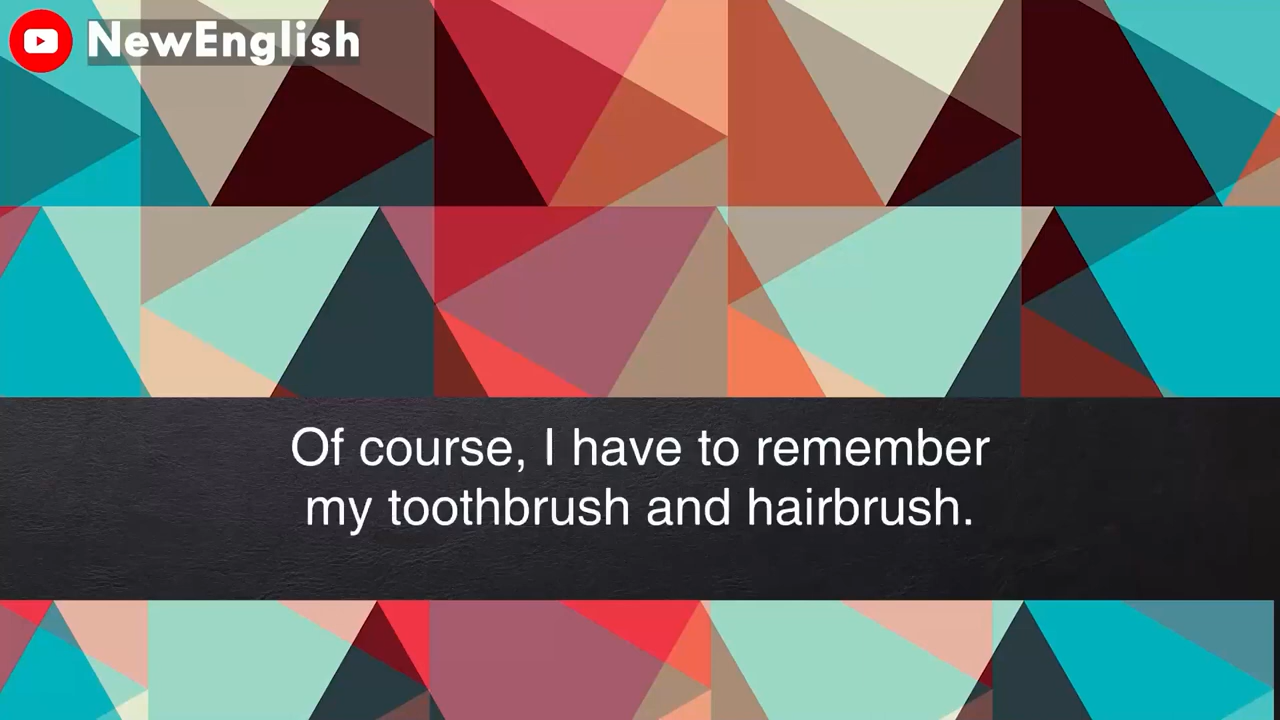 NewEnglish
Of course, I have to remember
my toothbrush and hairbrush.